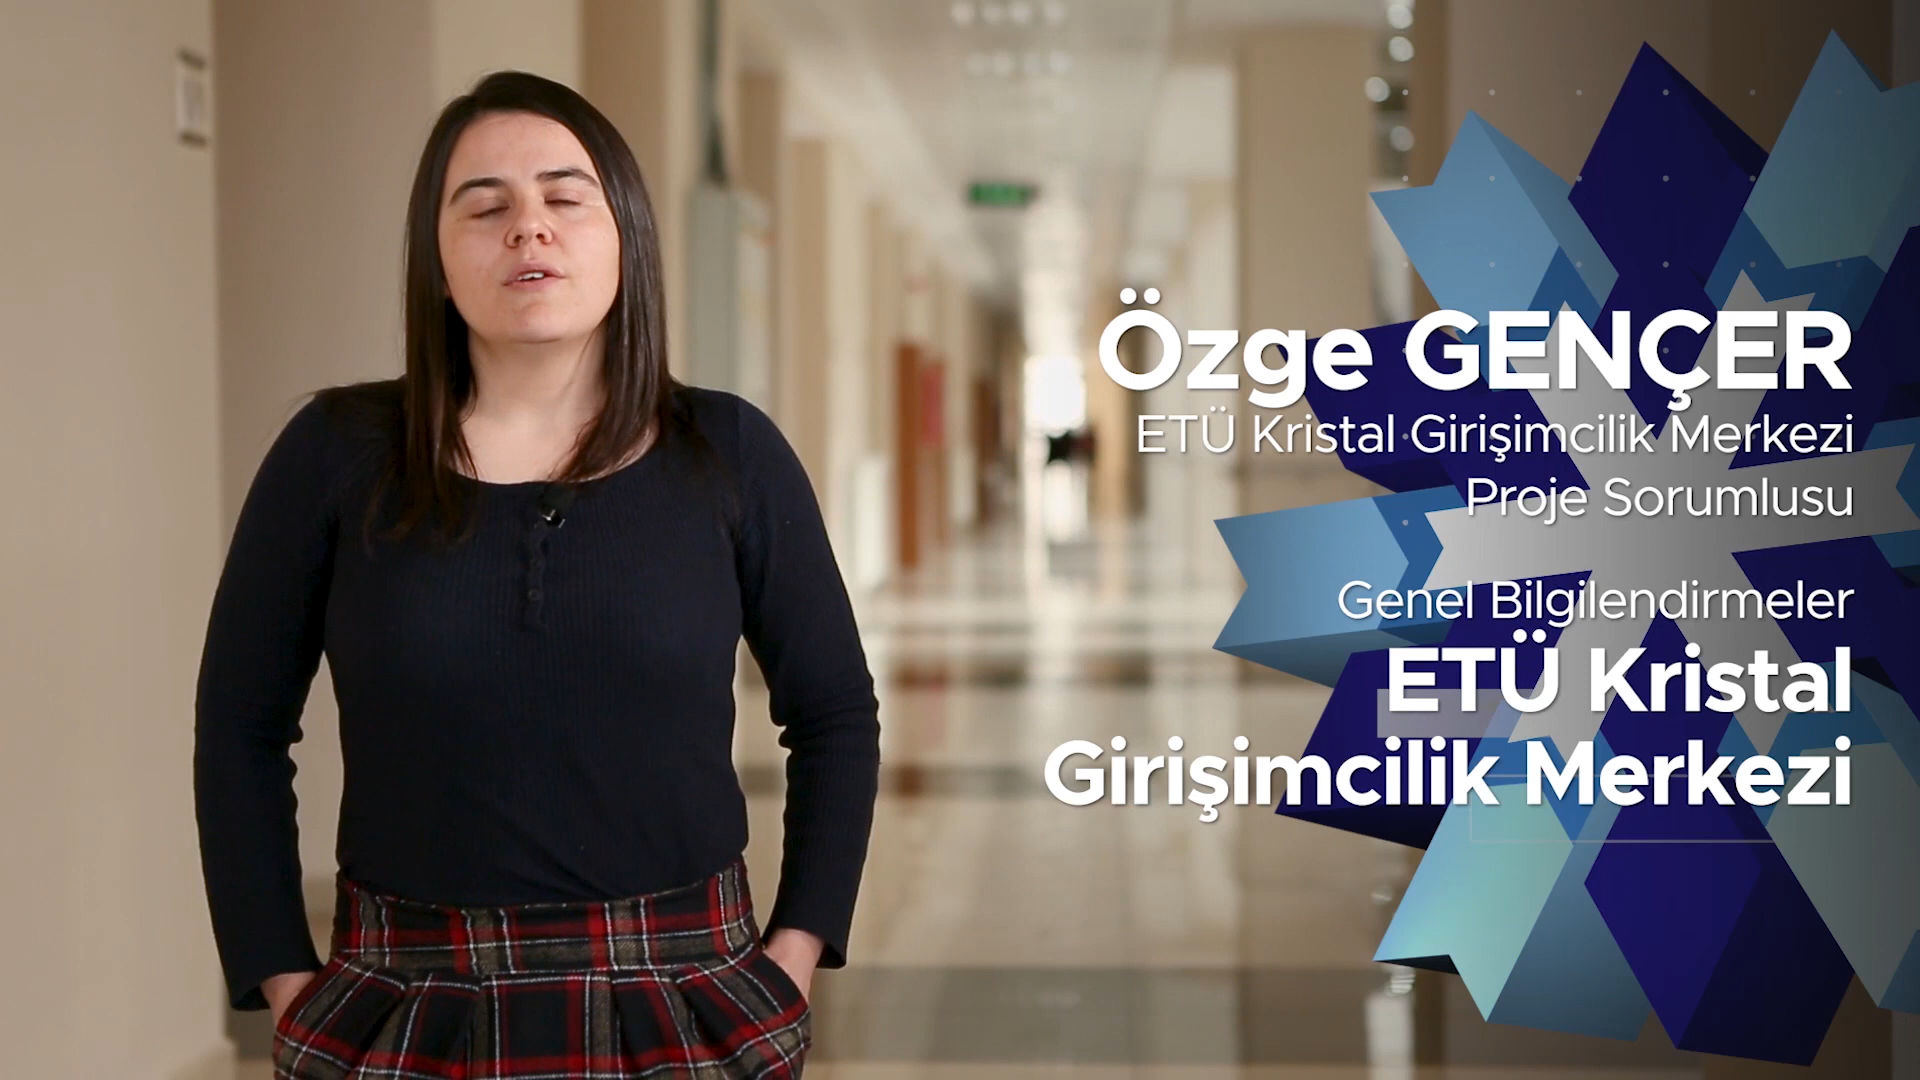 Özge GENÇER
ETÜ Kristal Girişimcilik Merkezi
Proje Sorumlusu
Genel Bilgilendirmeler
ETÜ Kristal
Girişimcilik Merkezi